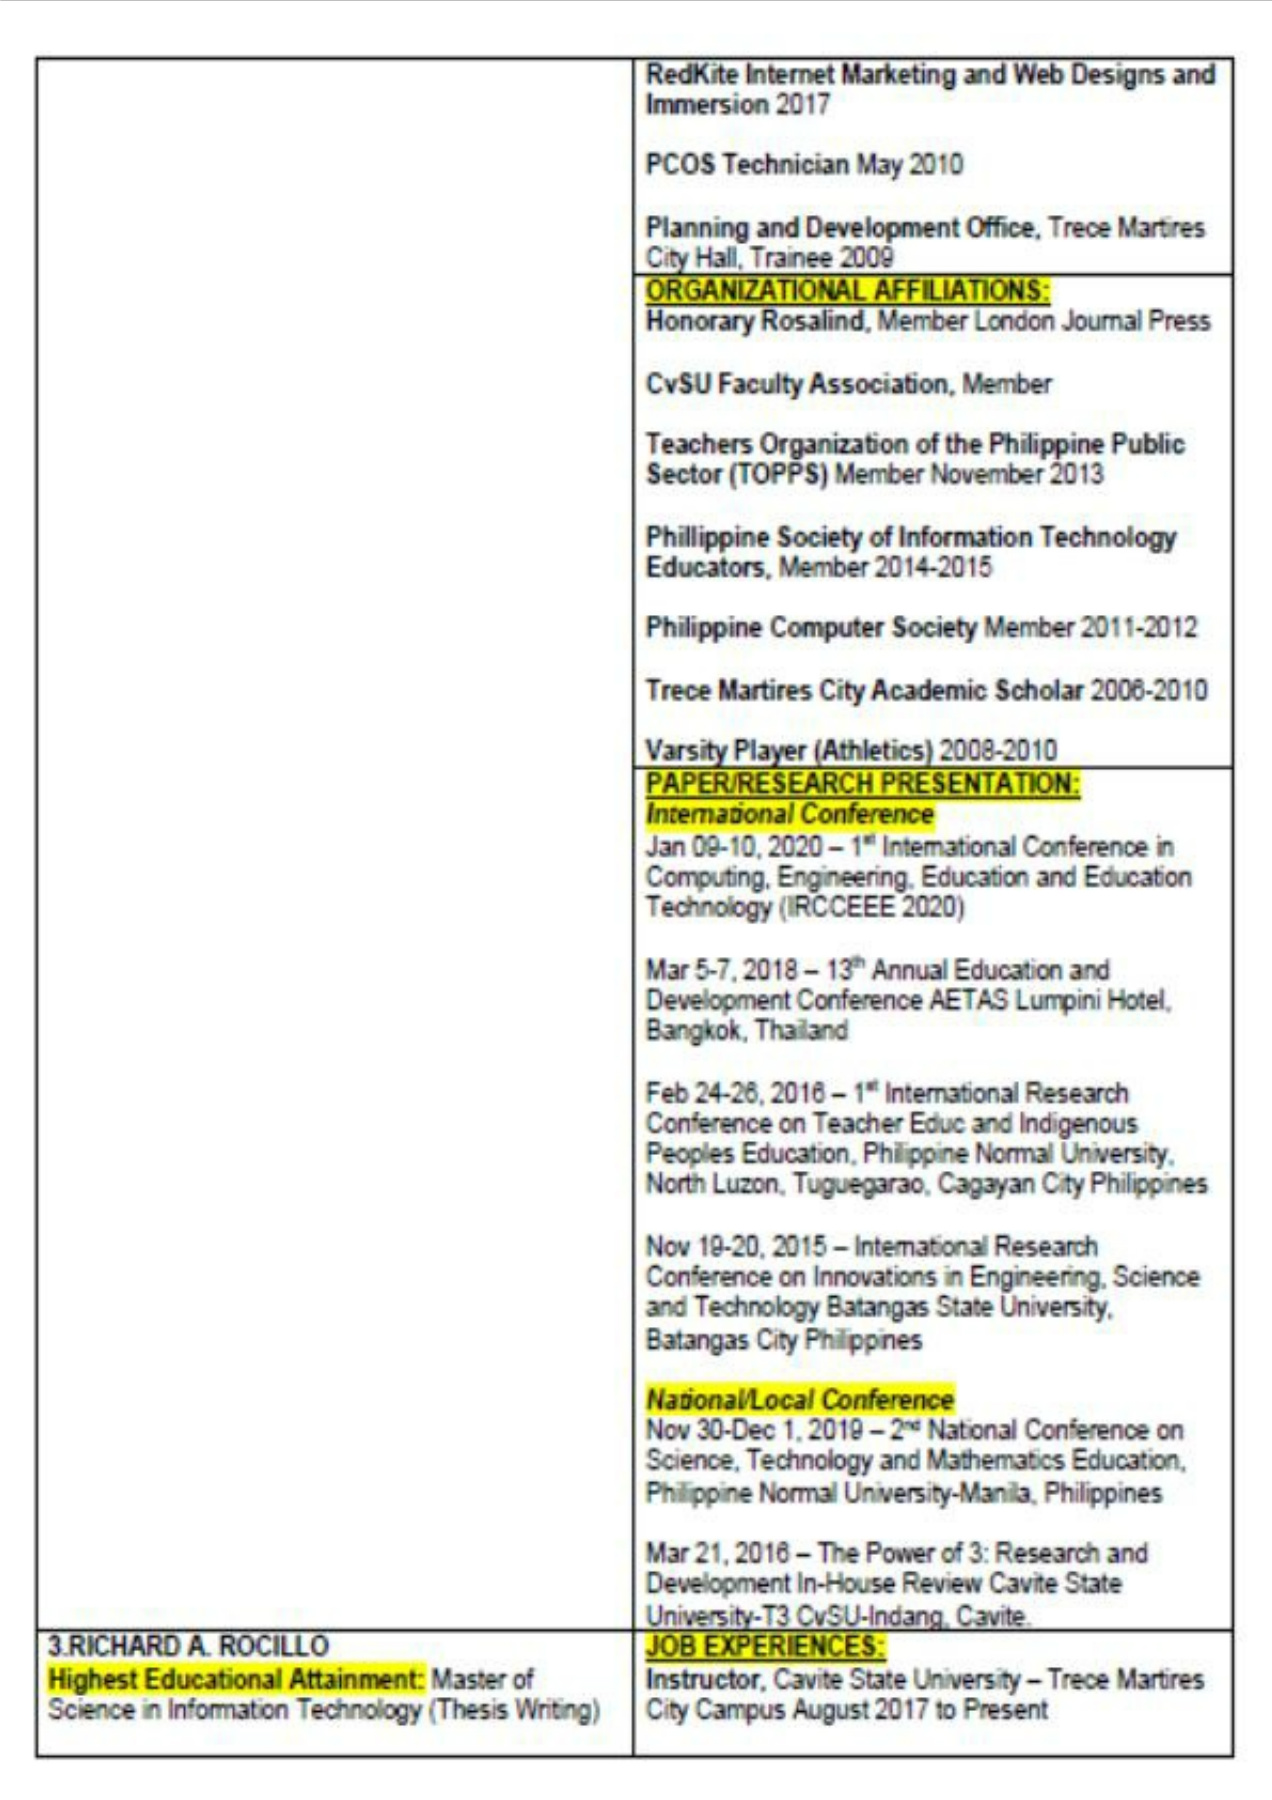 RedKite Internet Marketing and Web Designs and
Immersion 2017
PCOS Technician May 2010
Planning and Development Office, Trece Martires
City Hall, Trainee 2009
ORGANIZATIONAL AFFILIATIONS:
Honorary Rosalind, Member London Journal Press
CvSU Faculty Association, Member
Teachers Organization of the Philippine Public
Sector (TOPPS) Member November 2013
Phillippine Society of Information Technology
Educators, Member 2014-2015
Philippine Computer Society Member 2011-2012
Trece Martires City Academic Scholar 2006-2010
Varsity Player (Athletics) 2008-2010
PAPER/RESEARCH PRESENTATION:
International Conference
Jan 09-10, 2020 – 1st International Conference in
Computing, Engineering, Education and Education
Technology (IRCCEEE 2020)
Mar 5-7, 2018 – 13th Annual Education and
Development Conference AETAS Lumpini Hotel,
Bangkok, Thailand
Feb 24-26, 2016 – 1st International Research
Conference on Teacher Educ and Indigenous
Peoples Education, Philippine Normal University,
North Luzon, Tuguegarao, Cagayan City Philippines
Nov 19-20, 2015 – International Research
Conference on Innovations in Engineering, Science
and Technology Batangas State University,
Batangas City Philippines
National/Local Conference
Nov 30-Dec 1, 2019 – 2nd National Conference on
Science, Technology and Mathematics Education,
Philippine Normal University-Manila, Philippines
Mar 21, 2016 – The Power of 3: Research and
Development In-House Review Cavite State
University-T3 CvSU-Indang, Cavite.
3.RICHARD A. ROCILLO
Highest Educational Attainment: Master of
Science in Information Technology (Thesis Writing)
JOB EXPERIENCES:
Instructor, Cavite State University – Trece Martires
City Campus August 2017 to Present